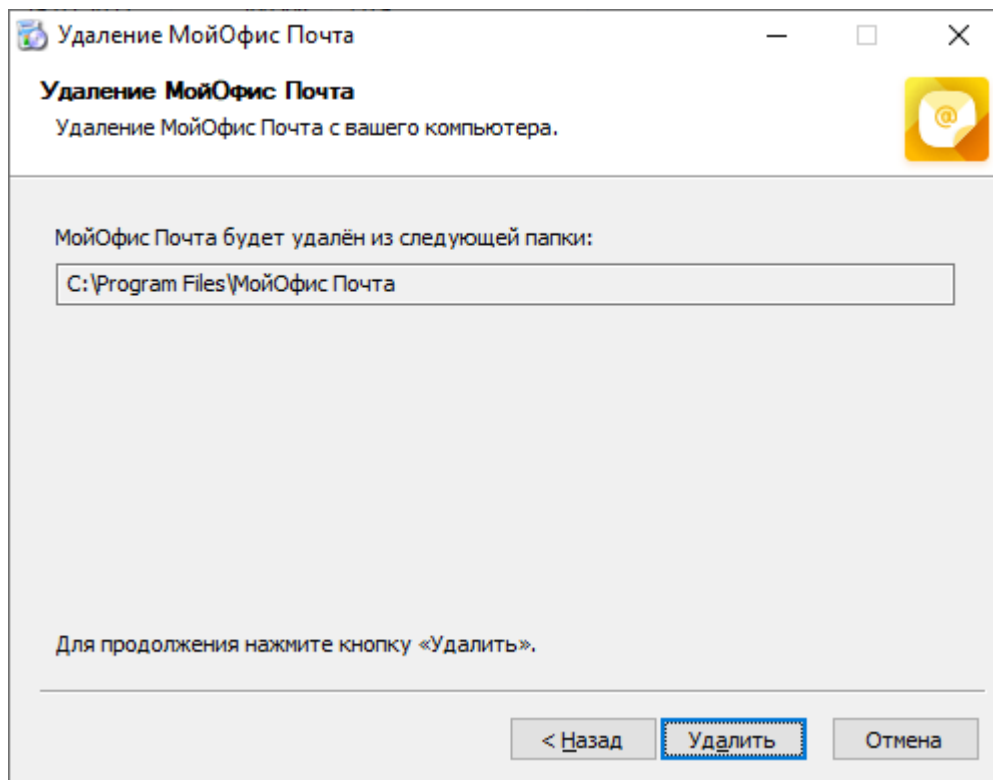 Удаление МойОфис Почта
Удаление МойОфис Почта
Удаление МойОфис Почта с вашего компьютера.
@
МойОфис Почта будет удалён из следующей папки:
C:\Program Files\МойОфис Почта
Для продолжения нажмите кнопку «Удалить».
< Назад Удалить Отмена